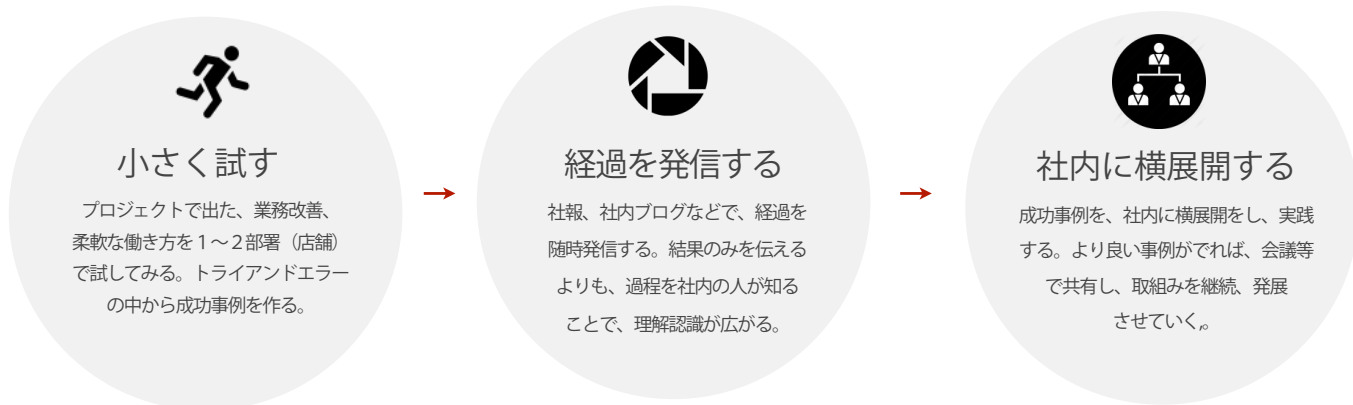 小さく試す
プロジェクトで出た、業務改善、
柔軟な働き方を１～２部署（店舗）
で試してみる。トライアンドエラー
の中から成功事例を作る。
経過を発信する
社報、社内ブログなどで、経過を
随時発信する。結果のみを伝える
よりも、過程を社内の人が知る
ことで、理解認識が広がる。
社内に横展開する
成功事例を、社内に横展開をし、実践
する。より良い事例がでれば、会議等
で共有し、取組みを継続、発展
させていく,。